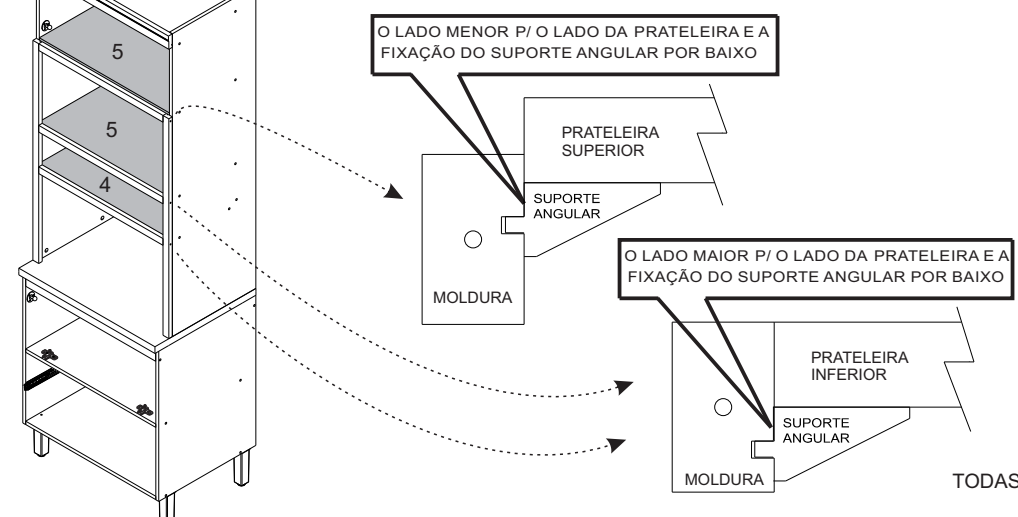 O LADO MENOR P/ O LADO DA PRATELEIRA E A
FIXAÇÃO DO SUPORTE ANGULAR POR BAIXO
5
5
4
PRATELEIRA
SUPERIOR
SUPORTE
ANGULAR
MOLDURA
O LADO MAIOR P/ O LADO DA PRATELEIRA E A
FIXAÇÃO DO SUPORTE ANGULAR POR BAIXO
PRATELEIRA
INFERIOR
SUPORTE
ANGULAR
MOLDURA
TODAS